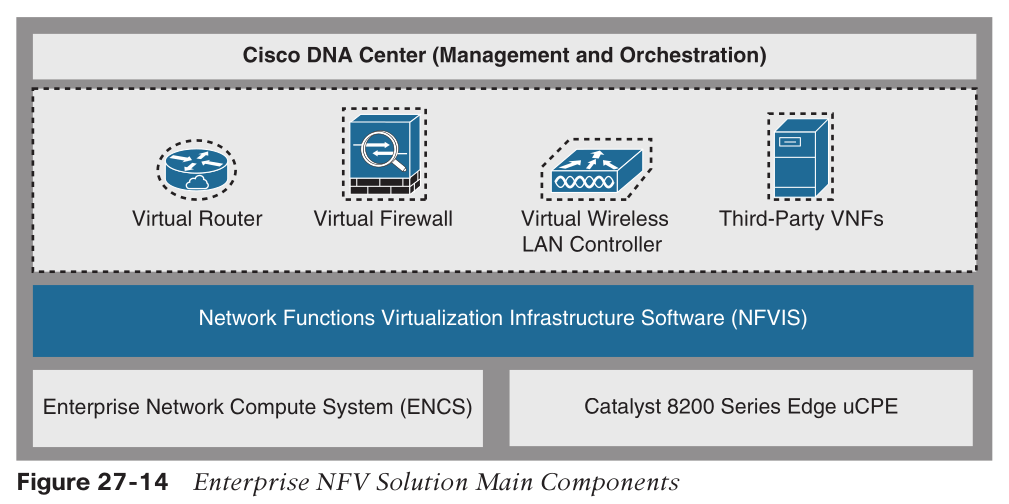 Cisco DNA Center (Management and Orchestration)
Virtual Router
Virtual Firewall
Virtual Wireless
LAN Controller
Third-Party VNFs
Network Functions Virtualization Infrastructure Software (NFVIS)
Enterprise Network Compute System (ENCS)
Catalyst 8200 Series Edge uCPE
Figure 27-14 Enterprise NFV Solution Main Components